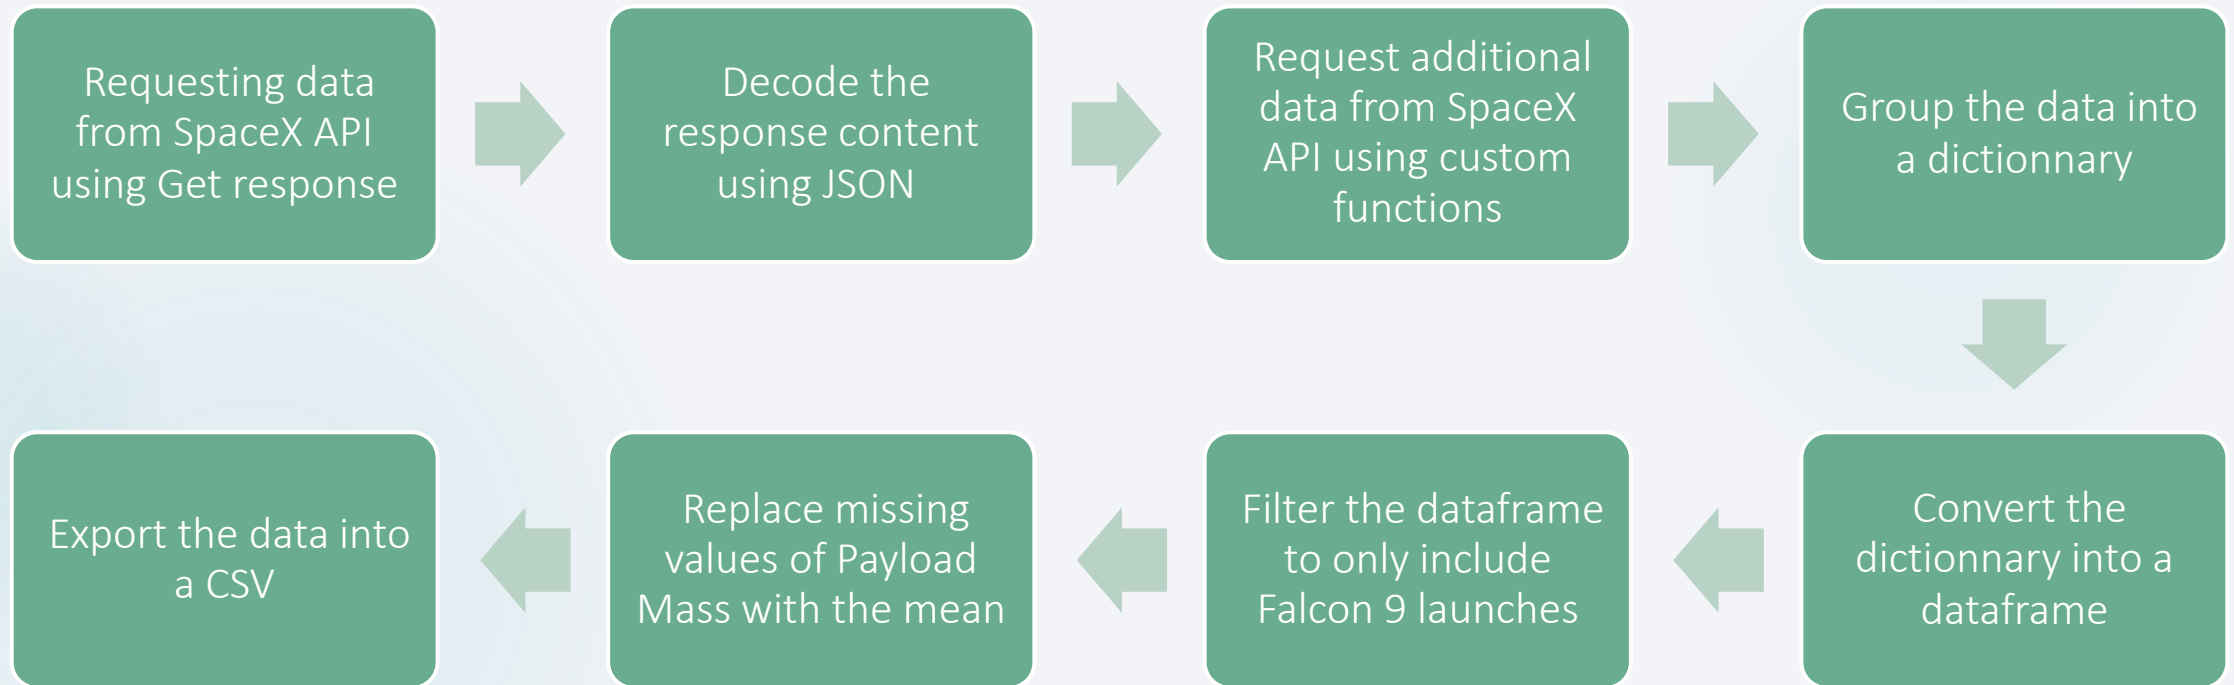 Requesting data
from SpaceX API
using Get response
Decode the
response content
using JSON
Request additional
data from SpaceX
API using custom
functions
Group the data into
a dictionnary
Convert the
dictionnary into a
dataframe
Filter the dataframe
to only include
Falcon 9 launches
Replace missing
values of Payload
Mass with the mean
Export the data into
a CSV